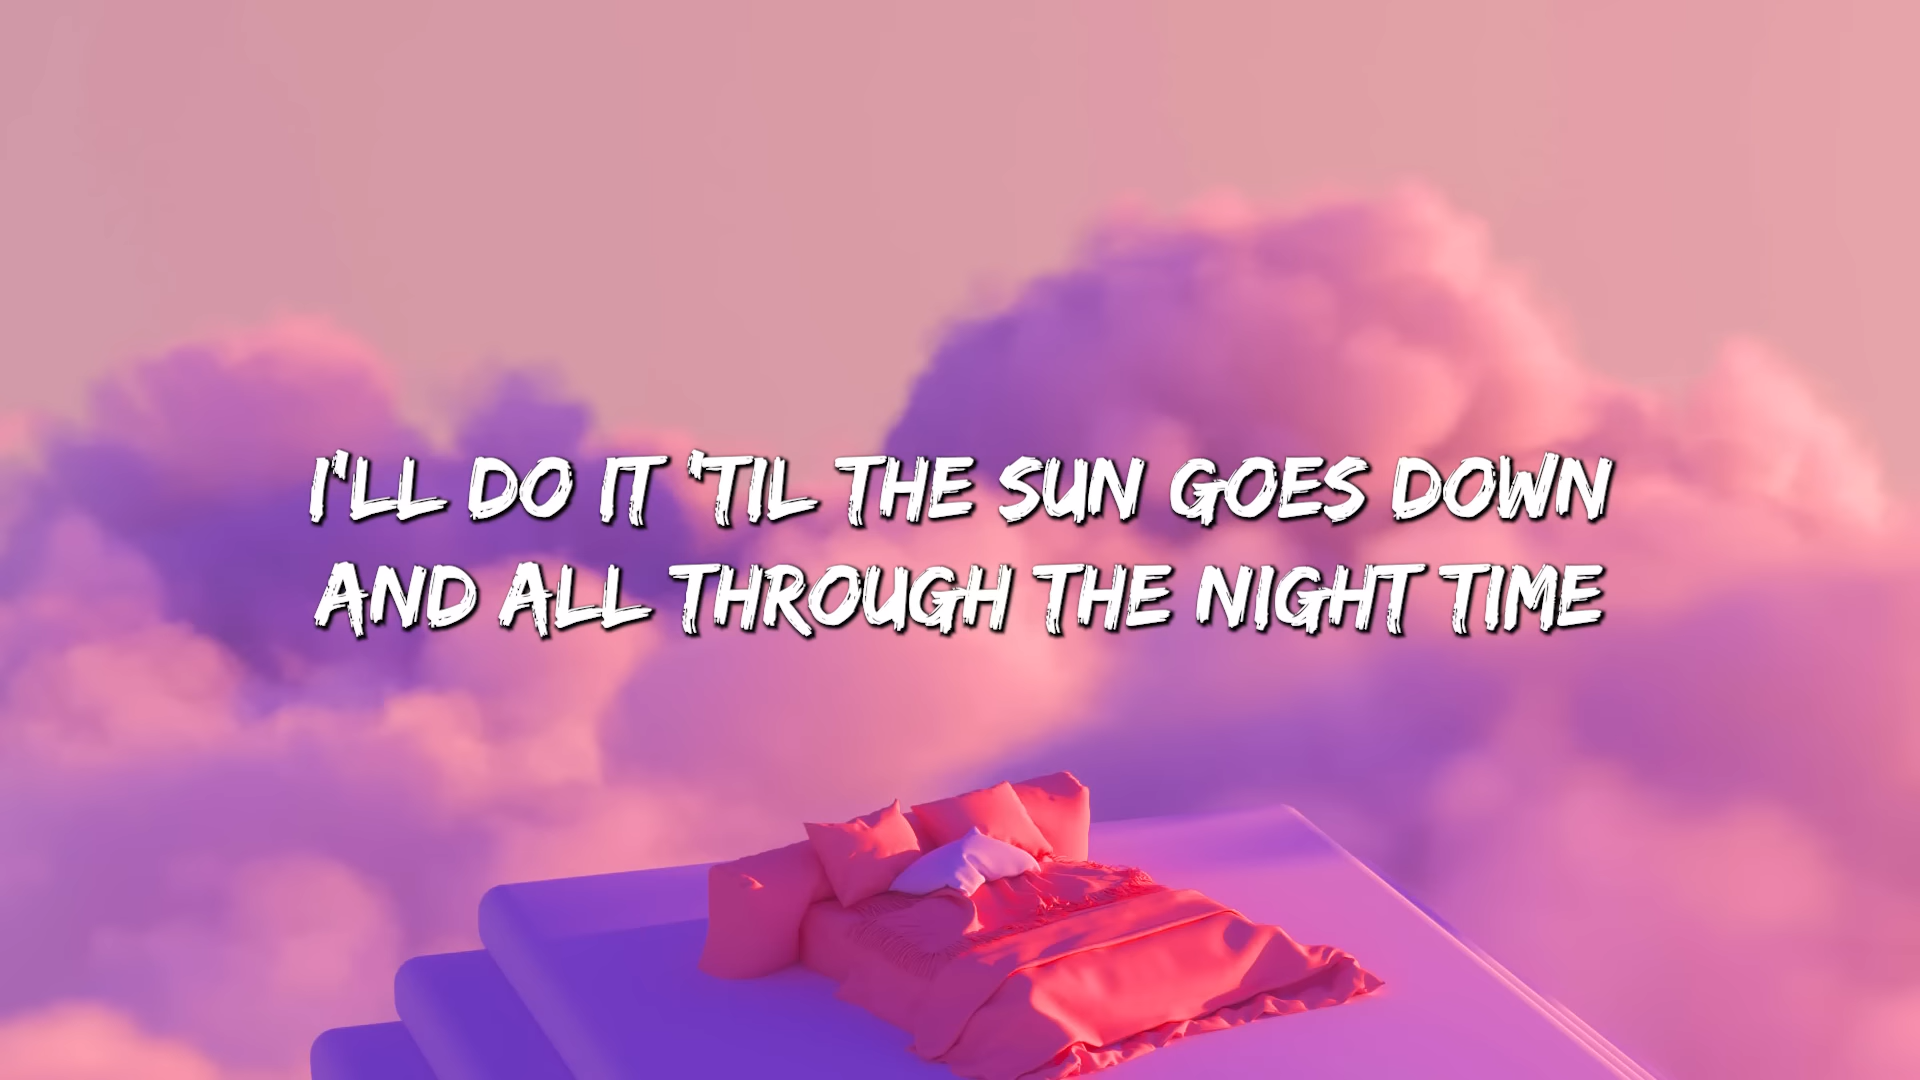 I'LL DO IT 'TIL THE SUN GOES DOWN
AND ALL THROUGH THE NIGHT TIME